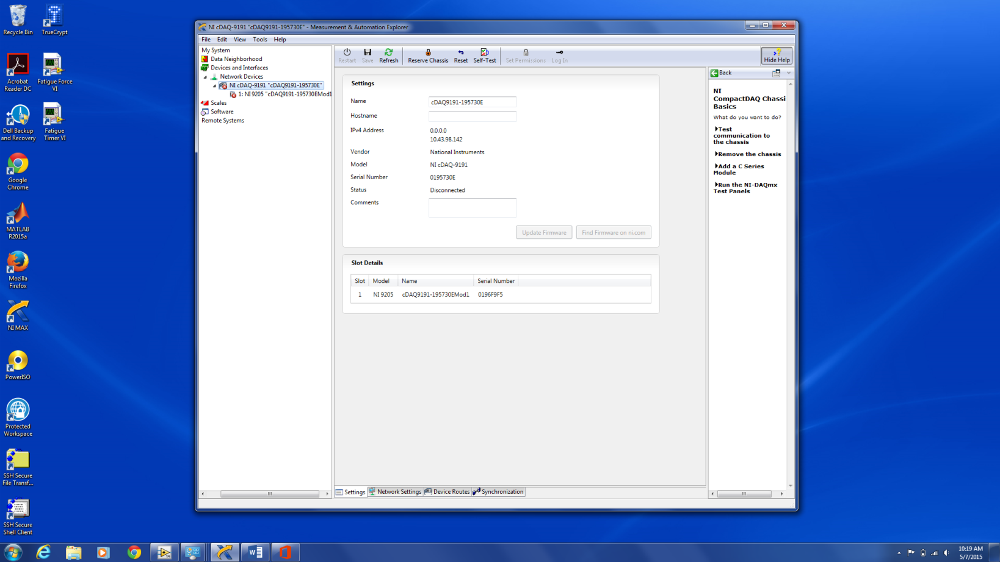 Recycle Bin
TrueCrypt
Acrobat
Reader DC
Fatigue Force
VI
Dell Backup
and Recovery
Fatigue
Timer VI
Google
Chrome
MATLAB
R2015a
Mozilla
Firefox
NI MAX
PowerISO
Protected
Workspace
SSH Secure
File Transf...
SSH Secure
Shell Client
NI cDAQ-9191 "cDAQ9191-195730E" - Measurement & Automation Explorer
File Edit View Tools Help
My System
Data Neighborhood
Devices and Interfaces
Network Devices
NI cDAQ-9191 "cDAQ9191-195730E"
1: NI 9205 "cDAQ9191-195730EMod1
Scales
Software
Remote Systems
Restart Save Refresh Reserve Chassis Reset Self-Test Set Permissions Log In Hide Help
Settings
Name cDAQ9191-195730E
Hostname
IPv4 Address 0.0.0.0
10.43.98.142
Vendor National Instruments
Model NI cDAQ-9191
Serial Number 0195730E
Status Disconnected
Comments
Update Firmware Find Firmware on ni.com
Slot Details
Slot Model Name Serial Number
1 NI 9205 cDAQ9191-195730EMod1 0196F9F5
Settings Network Settings Device Routes Synchronization
Back
NI
CompactDAQ Chassi
Basics
What do you want to do?
Test
communication to
the chassis
Remove the chassis
Add a C Series
Module
Run the NI-DAQmx
Test Panels
10:19 AM
5/7/2015